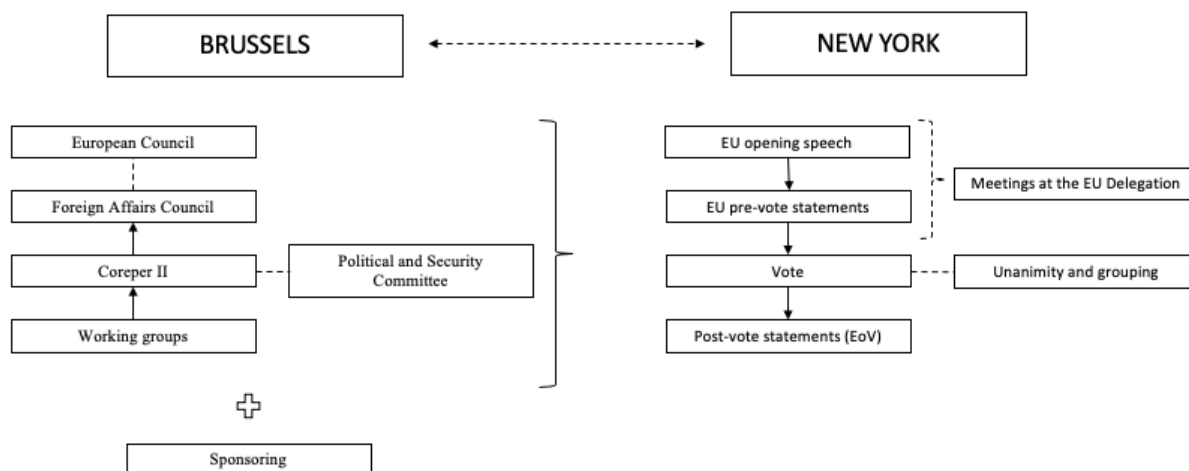 BRUSSELS
NEW YORK
European Council
Foreign Affairs Council
Coreper II
Political and Security
Committee
Working groups
Sponsoring
EU opening speech
EU pre-vote statements
Meetings at the EU Delegation
Vote
Unanimity and grouping
Post-vote statements (EoV)